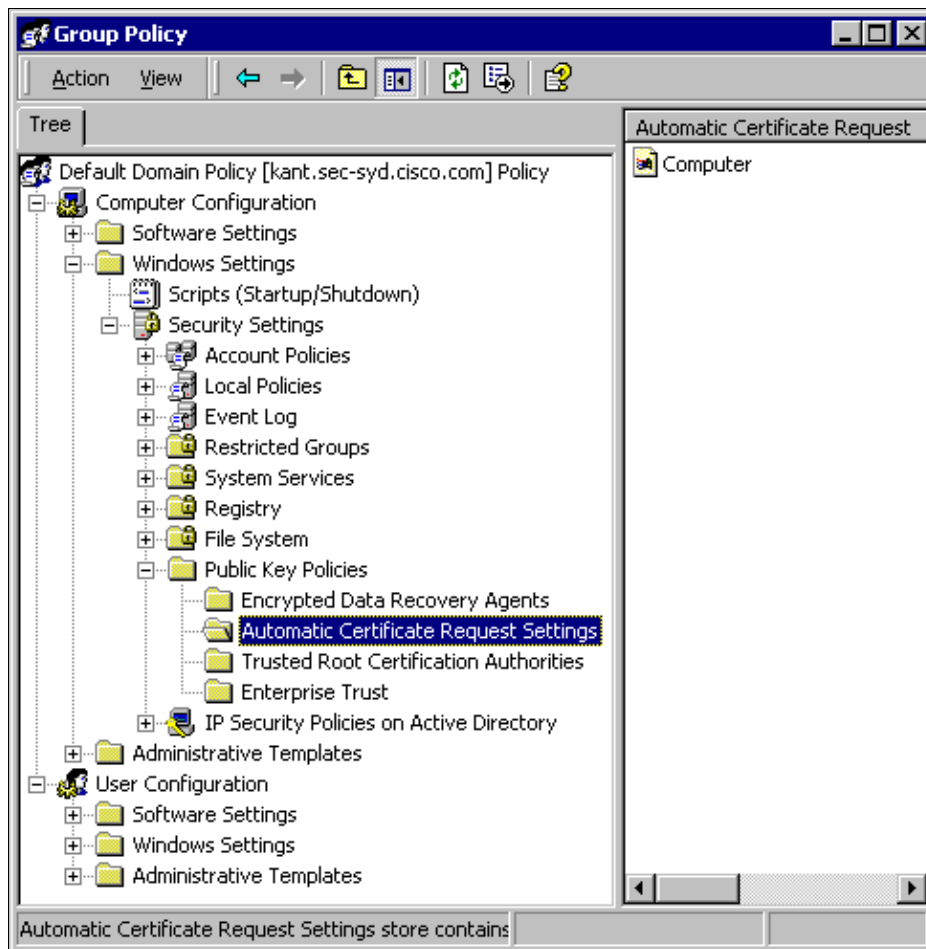 Group Policy
Action View
Tree
Automatic Certificate Request
Default Domain Policy [kant.sec-syd.cisco.com] Policy
Computer
Computer Configuration
Software Settings
Windows Settings
Scripts (Startup/Shutdown)
Security Settings
Account Policies
Local Policies
Event Log
Restricted Groups
System Services
Registry
File System
Public Key Policies
Encrypted Data Recovery Agents
Automatic Certificate Request Settings
Trusted Root Certification Authorities
Enterprise Trust
IP Security Policies on Active Directory
Administrative Templates
User Configuration
Software Settings
Windows Settings
Administrative Templates
Automatic Certificate Request Settings store contains